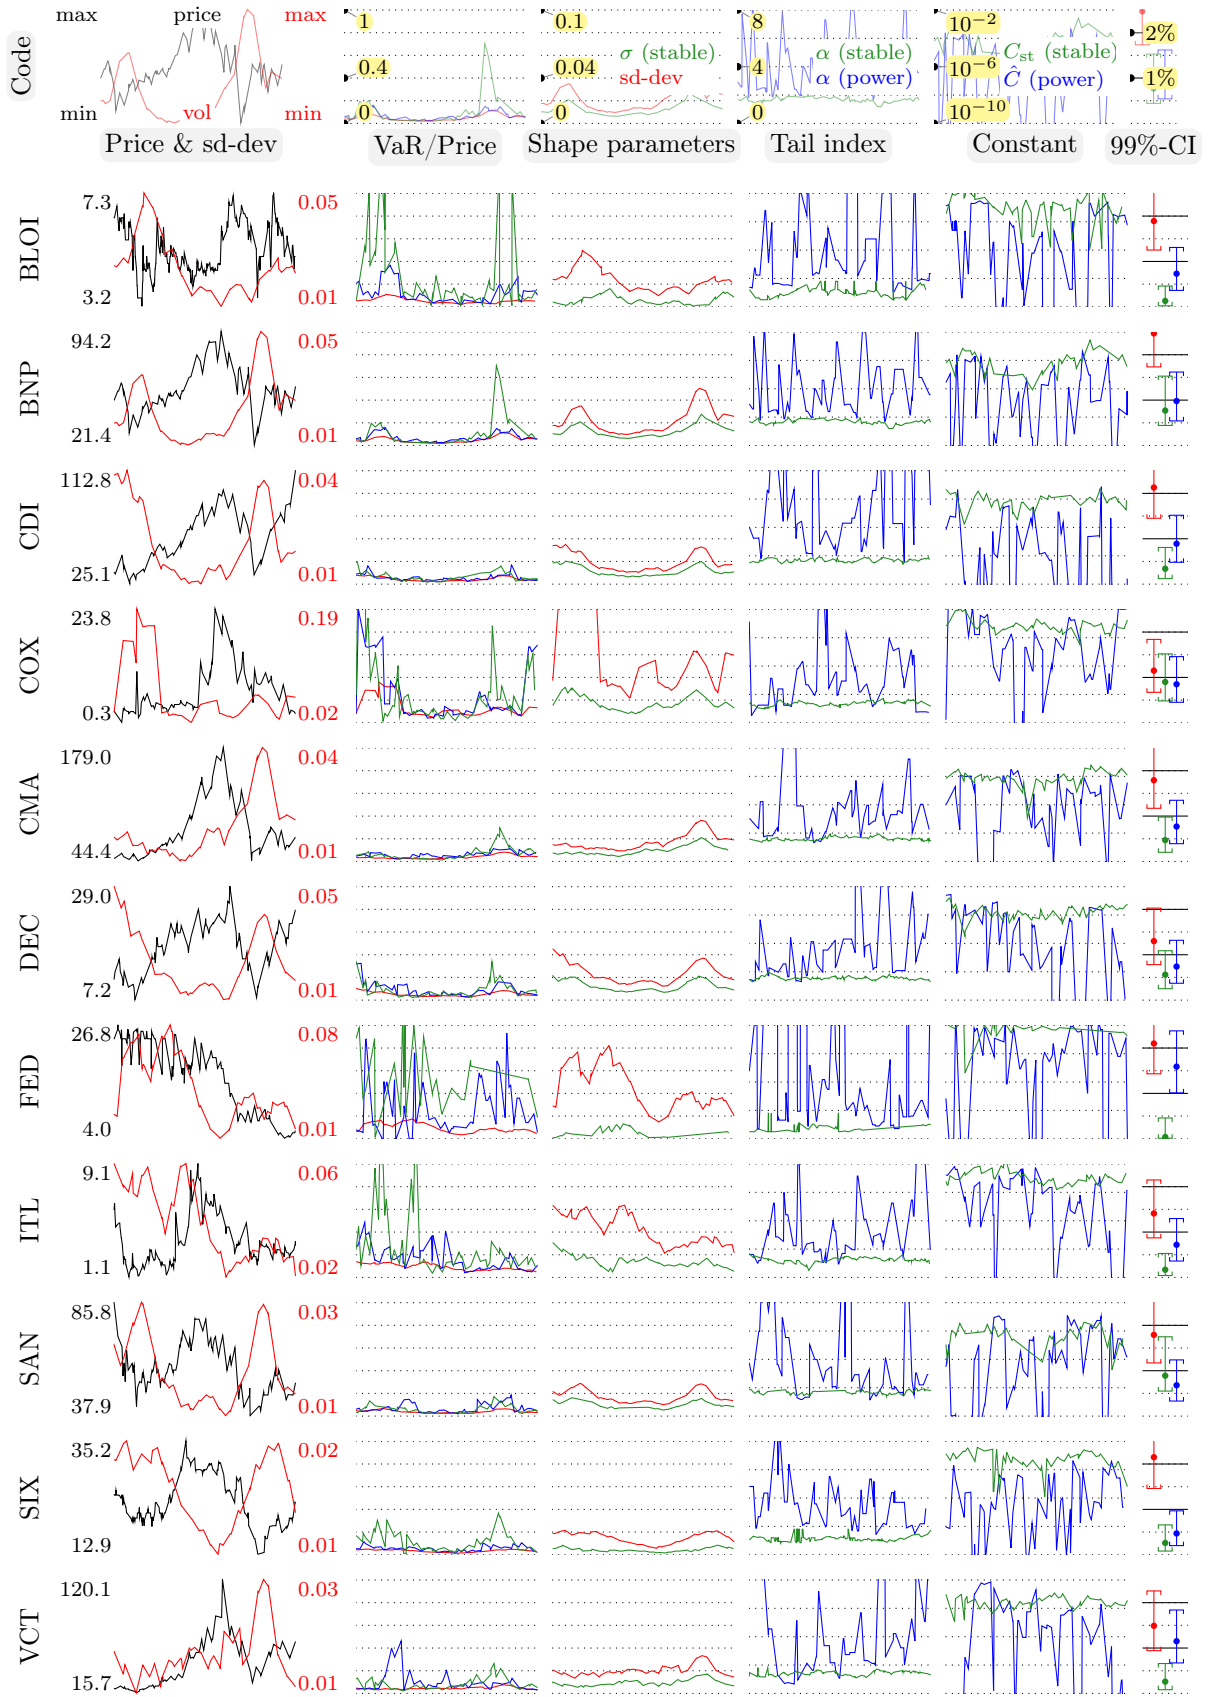 Code
max price max
min vol min
1
0.4
0
0.1
σ (stable)
0.04
sd-dev
0
8
α (stable)
4
α (power)
0
10−2
Cst (stable)
10−6
Ĉ (power)
10−10
2%
1%
Price & sd-dev VaR/Price Shape parameters Tail index Constant 99%-CI
BLOI
7.3 0.05
3.2 0.01
BNP
94.2 0.05
21.4 0.01
CDI
112.8 0.04
25.1 0.01
COX
23.8 0.19
0.3 0.02
CMA
179.0 0.04
44.4 0.01
DEC
29.0 0.05
7.2 0.01
FED
26.8 0.08
4.0 0.01
ITL
9.1 0.06
1.1 0.02
SAN
85.8 0.03
37.9 0.01
SIX
35.2 0.02
12.9 0.01
VCT
120.1 0.03
15.7 0.01